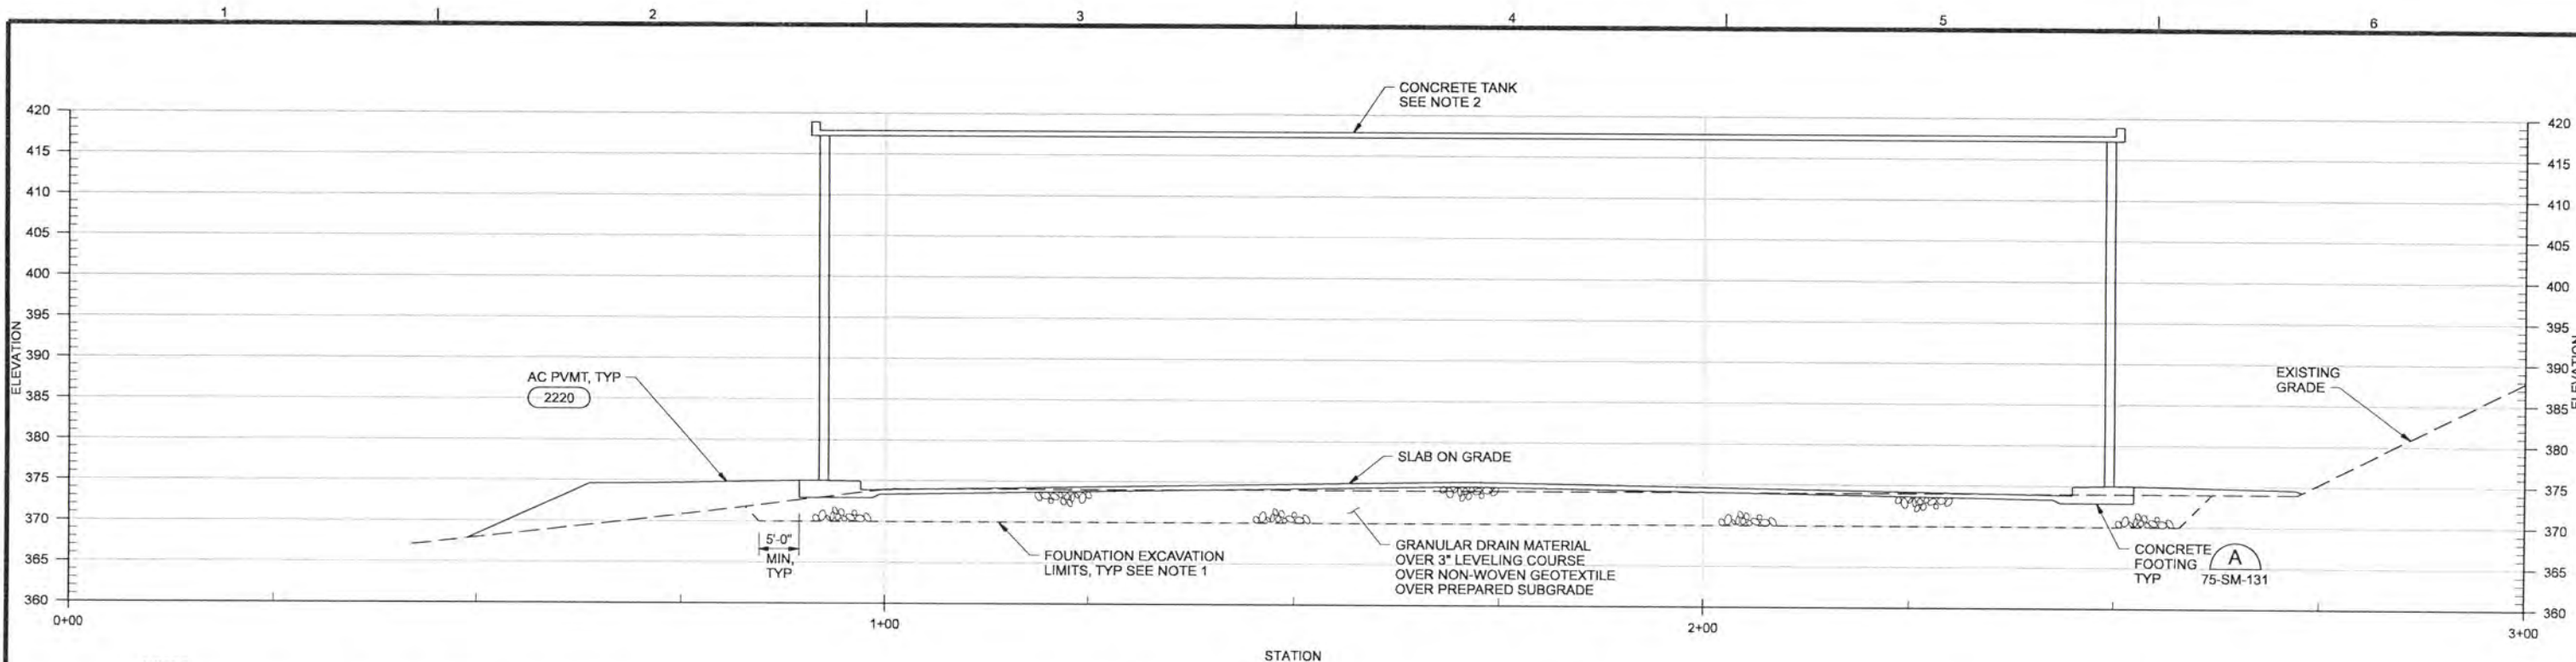 1 2 3 4 5 6
CONCRETE TANK
SEE NOTE 2
420
415
410
405
400
395
390
385
380
375
370
365
360
ELEVATION
AC PVMT, TYP
2220
5'-0"
MIN,
TYP
FOUNDATION EXCAVATION
LIMITS, TYP SEE NOTE 1
SLAB ON GRADE
GRANULAR DRAIN MATERIAL
OVER 3" LEVELING COURSE
OVER NON-WOVEN GEOTEXTILE
OVER PREPARED SUBGRADE
CONCRETE
FOOTING
TYP
A
75-SM-131
EXISTING
GRADE
420
415
410
405
400
395
390
385
380
375
370
365
360
ELEVATION
0+00 1+00 2+00 3+00
STATION